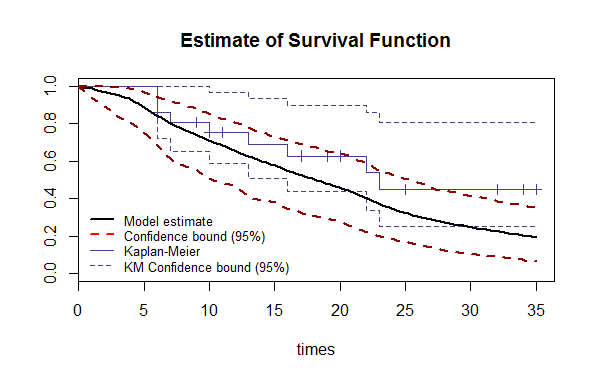 Estimate of Survival Function
1.0
0.8
0.6
0.4
0.2
0.0
Model estimate
Confidence bound (95%)
Kaplan-Meier
KM Confidence bound (95%)
0 5 10 15 20 25 30 35
times